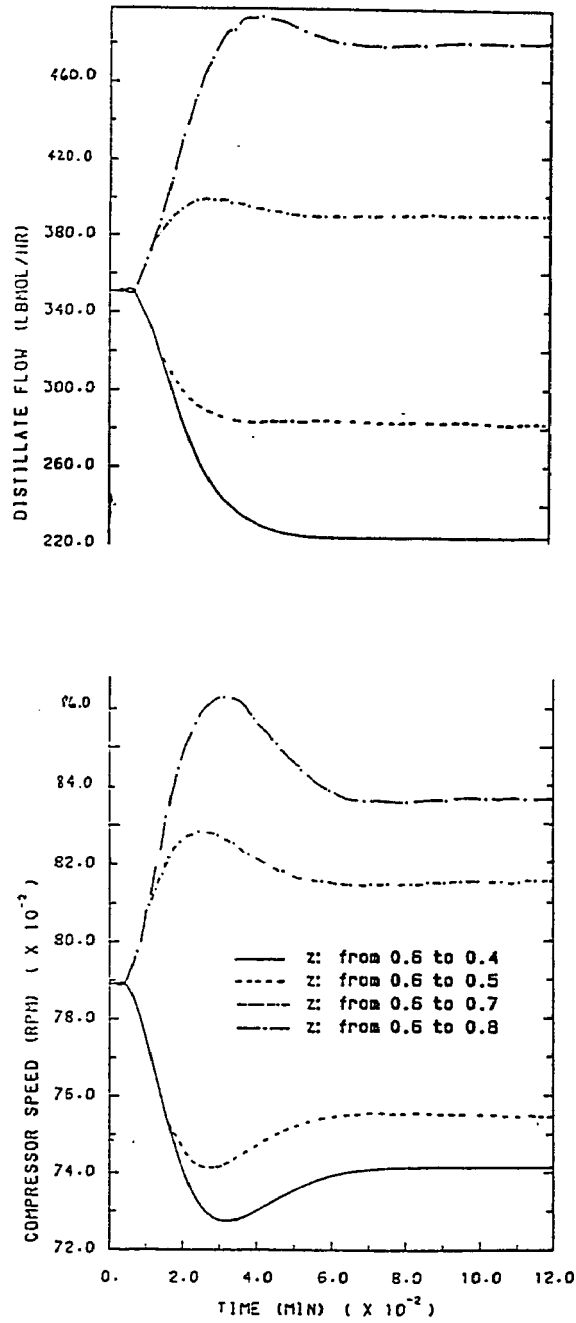 460.0
420.0
380.0
340.0
300.0
260.0
220.0
DISTILLATE FLOW (LBMOL/HR)
86.0
84.0
82.0
80.0
78.0
76.0
74.0
72.0
COMPRESSOR SPEED (RPM) ( X 10⁻²)
z: from 0.6 to 0.4
z: from 0.6 to 0.5
z: from 0.6 to 0.7
z: from 0.6 to 0.8
0. 2.0 4.0 6.0 8.0 10.0 12.0
TIME (MIN) ( X 10⁻²)